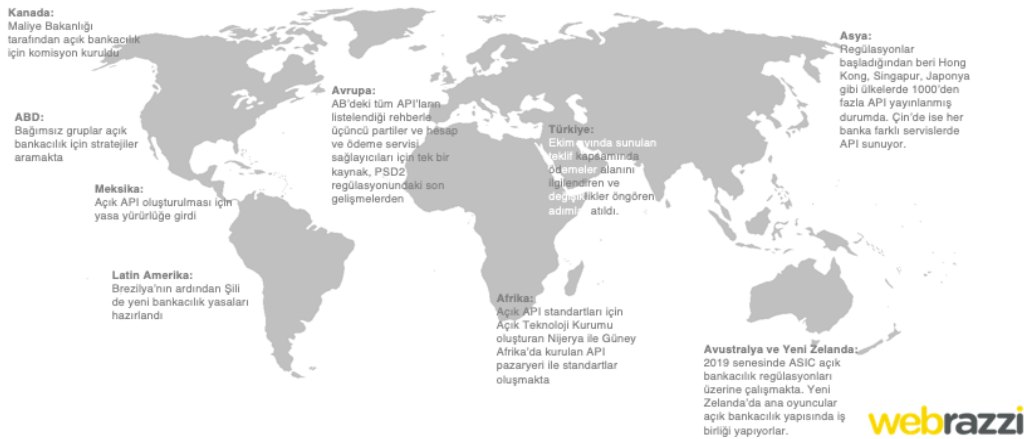 Kanada:
Maliye Bakanlığı
tarafından açık bankacılık
için komisyon kuruldu
ABD:
Bağımsız gruplar açık
bankacılık için stratejiler
aramakta
Meksika:
Açık API oluşturulması için
yasa yürürlüğe girdi
Latin Amerika:
Brezilya'nın ardından Şili
de yeni bankacılık yasaları
hazırlandı
Avrupa:
AB'deki tüm API'ların
listelendiği rehberle
üçüncü partiler ve hesap
ve ödeme servisi
sağlayıcıları için tek bir
kaynak, PSD2
regülasyonundaki son
gelişmelerden
Türkiye:
Ekim ayında sunulan
teklif kapsamında
ödemeler alanını
ilgilendiren ve
değişiklikler öngören
adımlar atıldı.
Afrika:
Açık API standartları için
Açık Teknoloji Kurumu
oluşturan Nijerya ile Güney
Afrika'da kurulan API
pazaryeri ile standartlar
oluşmakta
Asya:
Regülasyonlar
başladığından beri Hong
Kong, Singapur, Japonya
gibi ülkelerde 1000'den
fazla API yayınlanmış
durumda. Çin'de ise her
banka farklı servislerde
API sunuyor.
Avustralya ve Yeni Zelanda:
2019 senesinde ASIC açık
bankacılık regülasyonları
üzerine çalışmakta. Yeni
Zelanda'da ana oyuncular
açık bankacılık yapısında iş
birliği yapıyorlar.
webrazzi